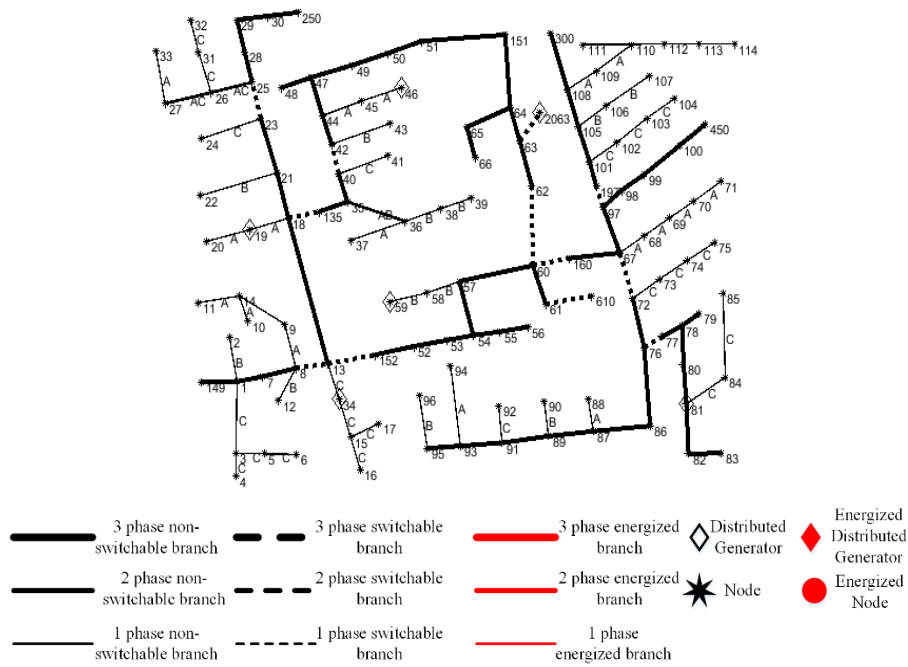 32
29
30
250
33
C
31
28
51
151
300
111
110
112
113
114
A
C
50
A
109
27
AC
26
AC
25
48
47
49
46
108
107
44
A
45
A
64
2063
B
106
104
24
C
23
B
43
65
63
105
C
103
450
42
66
C
102
100
41
101
C
21
40
62
197
99
71
22
B
98
A
70
35
AB
B
39
97
A
69
18
135
36
B
38
A
68
75
20
A
19
A
37
A
67
C
74
60
160
C
73
72
57
11
A
14
59
B
58
61
610
85
A
10
9
79
2
56
78
A
54
55
77
C
53
76
B
8
13
152
52
80
149
1
7
B
C
94
84
12
34
96
92
90
88
C
81
C
C
17
B
A
C
B
A
15
87
86
3
C
5
C
6
C
95
93
91
89
82
83
C
4
16
3 phase non-
switchable branch
3 phase switchable
branch
3 phase energized
branch
Distributed
Generator
Energized
Distributed
Generator
2 phase non-
switchable branch
2 phase switchable
branch
2 phase energized
branch
Node
Energized
Node
1 phase non-
switchable branch
1 phase switchable
branch
1 phase
energized branch